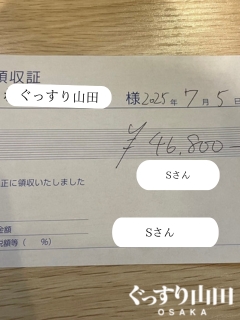 領収証
ぐっすり山田 様 2025年 7月 5日
¥46,800-
Sさん
正に領収いたしました
Sさん
金額
税額等( %)
ぐっすり山田
OSAKA